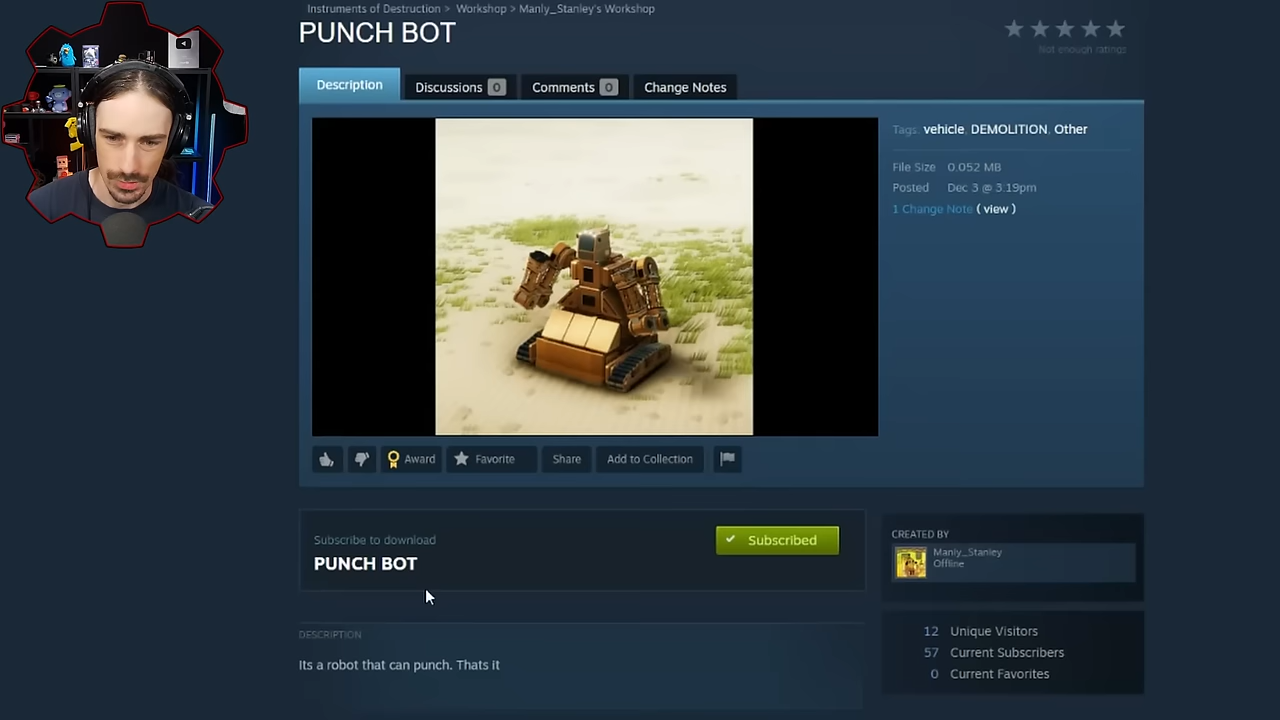 Instruments of Destruction > Workshop > Manly_Stanley's Workshop
PUNCH BOT
Not enough ratings
Description
Discussions 0
Comments 0
Change Notes
Tags: vehicle, DEMOLITION, Other
File Size 0.052 MB
Posted Dec 3 @ 3.19pm
1 Change Note ( view )
Award
Favorite
Share
Add to Collection
Subscribe to download
PUNCH BOT
Subscribed
CREATED BY
Manly_Stanley
Offline
DESCRIPTION
Its a robot that can punch. Thats it
12 Unique Visitors
57 Current Subscribers
0 Current Favorites